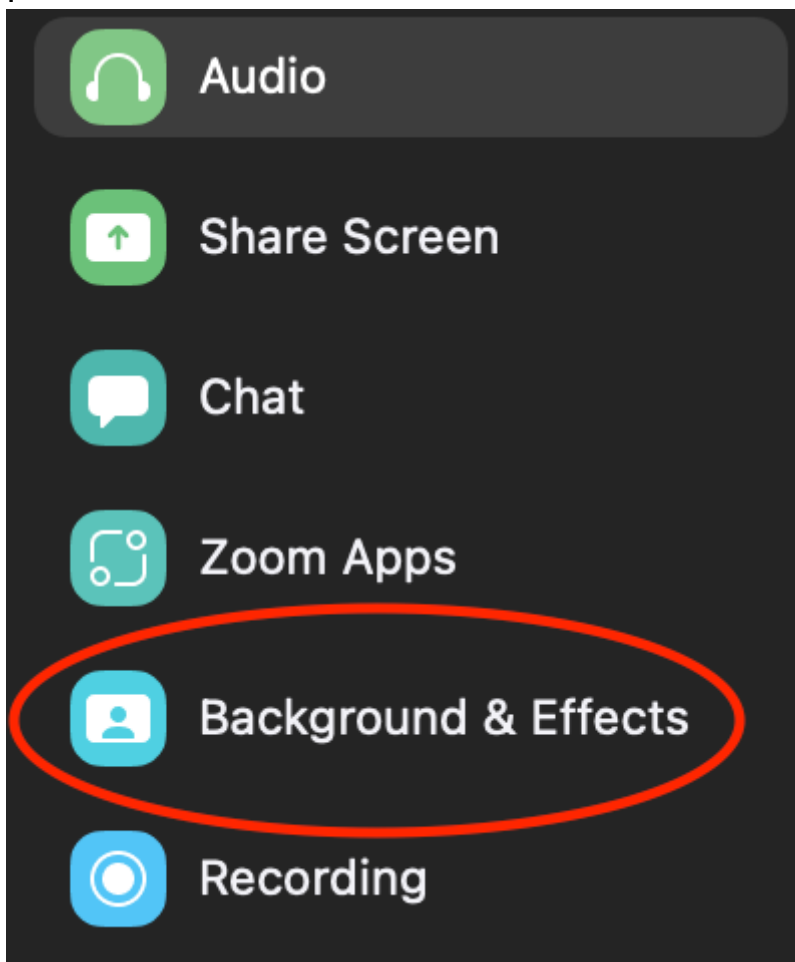 Audio
Share Screen
Chat
Zoom Apps
Background & Effects
Recording